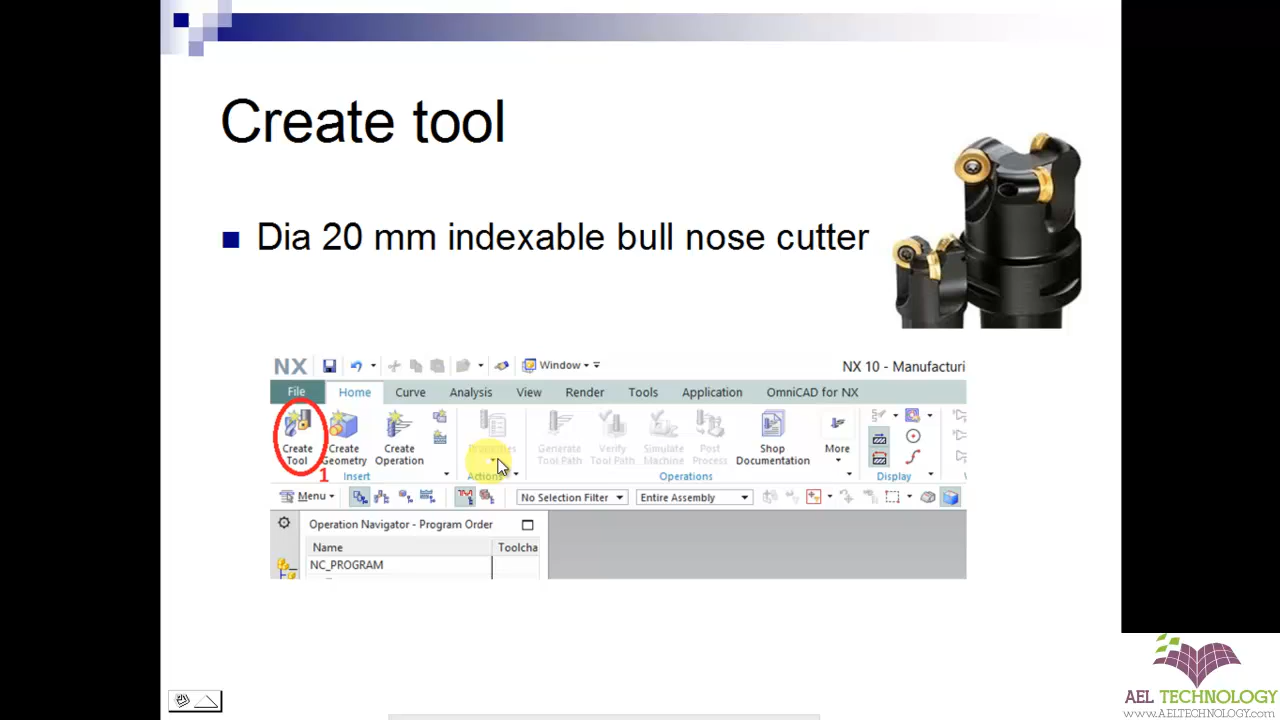 Create tool
Dia 20 mm indexable bull nose cutter
NX
Window
NX 10 - Manufacturi
File Home Curve Analysis View Render Tools Application OmniCAD for NX
Create Tool
Create Geometry
Create Operation
Properties
Generate Tool Path
Verify Tool Path
Simulate Machine
Post Process
Shop Documentation
More
1
Insert
Actions
Operations
Display
Menu
No Selection Filter
Entire Assembly
Operation Navigator - Program Order
Name
Toolcha
NC_PROGRAM
AEL TECHNOLOGY
www.AELTECHNOLOGY.com